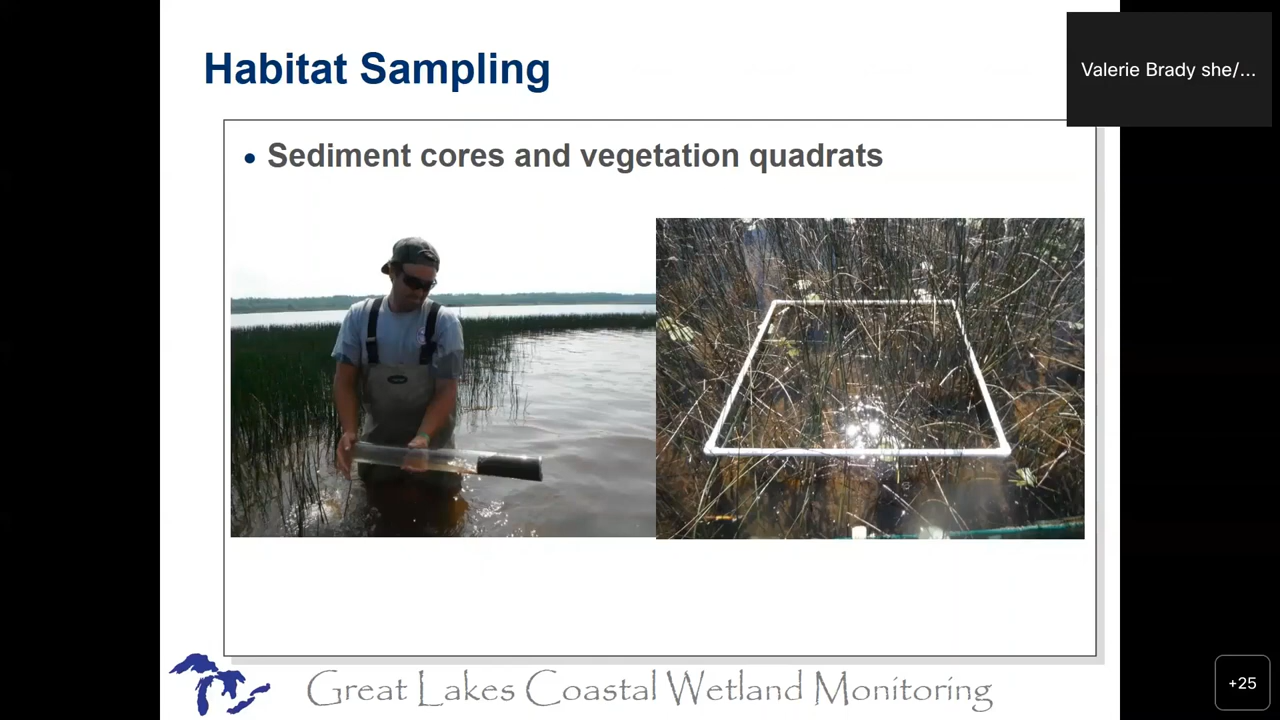 Habitat Sampling
Valerie Brady she/...
• Sediment cores and vegetation quadrats
Great Lakes Coastal Wetland Monitoring
+25